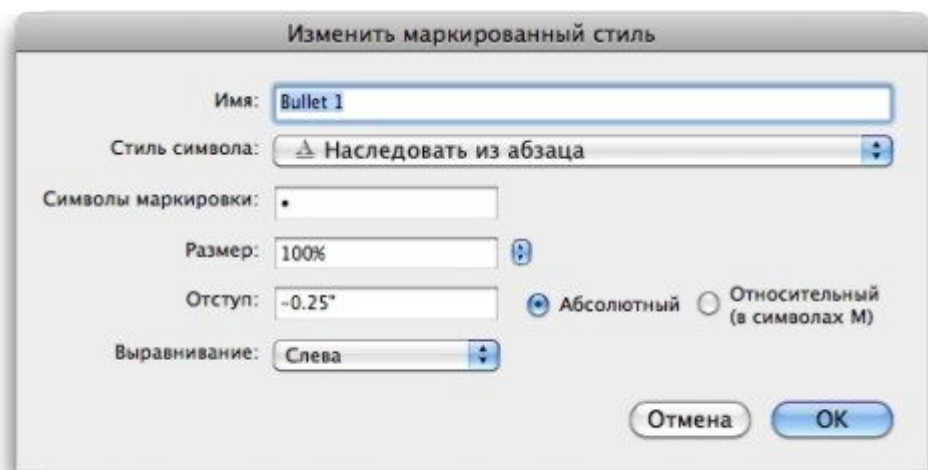 Изменить маркированный стиль
Имя: Bullet 1
Стиль символа: A Наследовать из абзаца
Символы маркировки: •
Размер: 100%
Отступ: -0.25" Абсолютный Относительный
(в символах M)
Выравнивание: Слева
Отмена OK